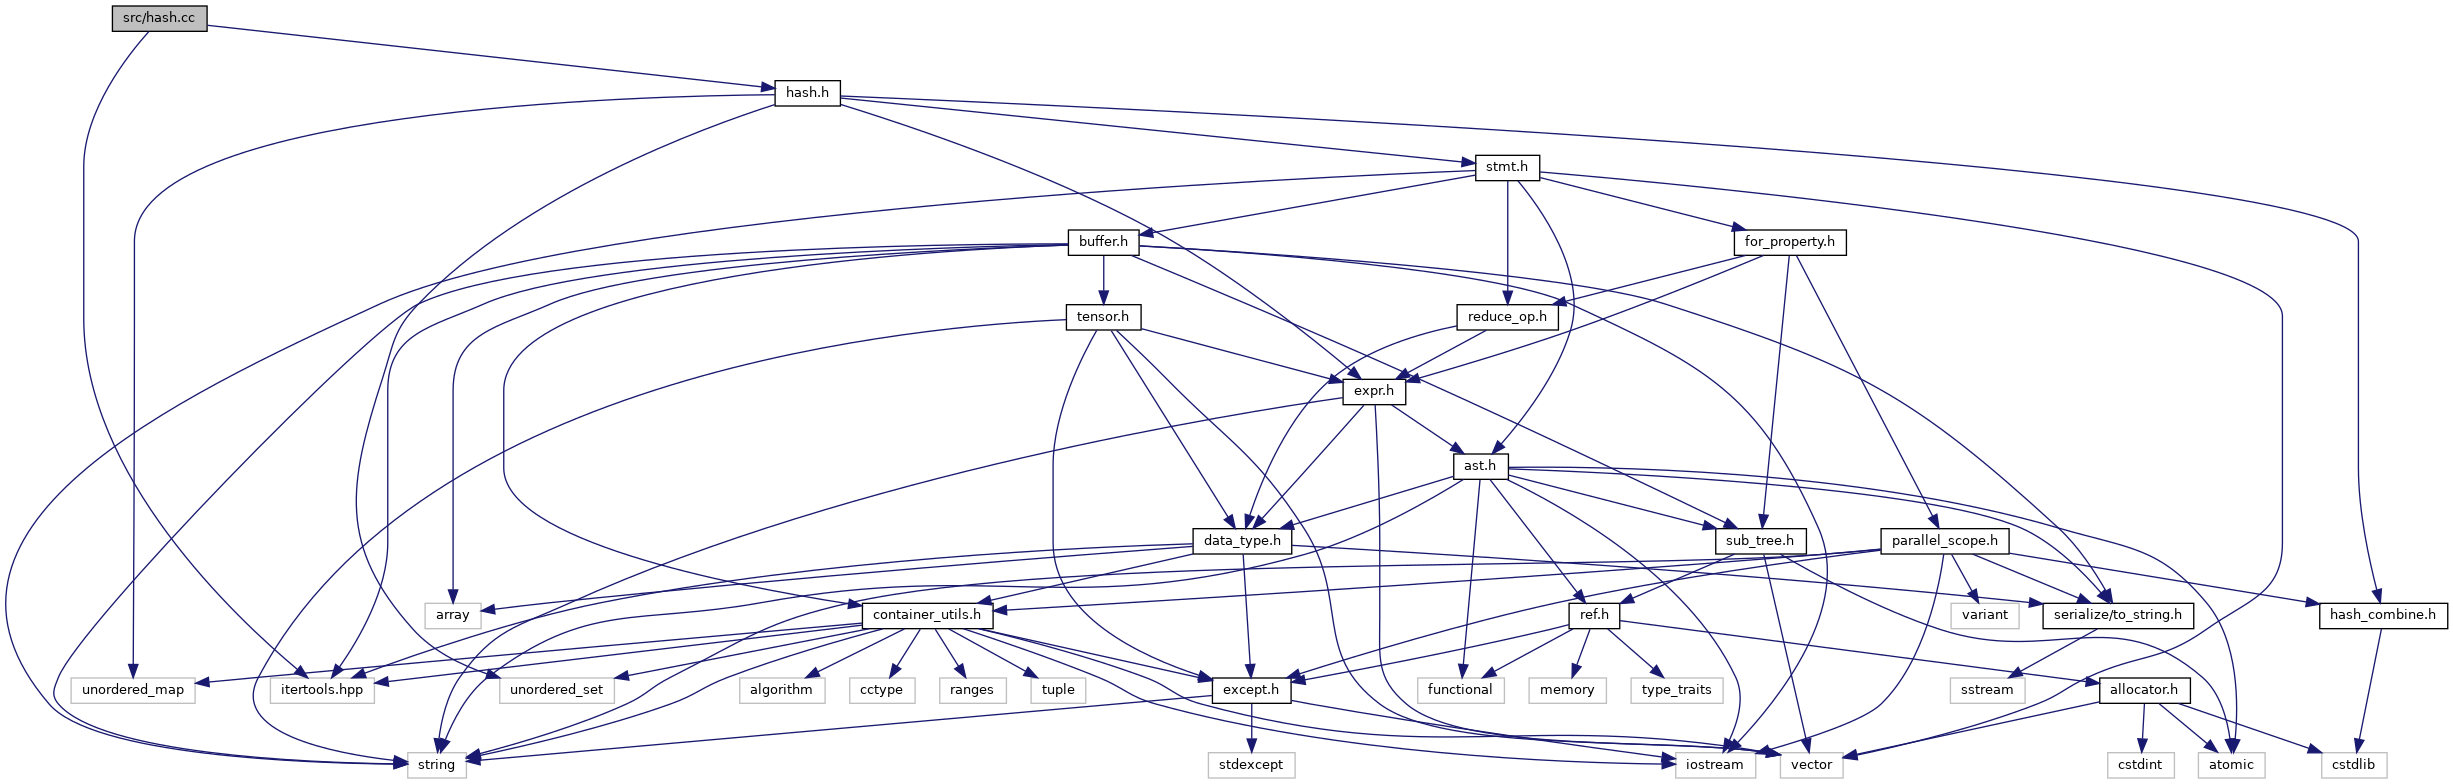 src/hash.cc
hash.h
stmt.h
buffer.h
for_property.h
tensor.h
reduce_op.h
expr.h
ast.h
data_type.h
sub_tree.h
parallel_scope.h
array
container_utils.h
ref.h
variant
serialize/to_string.h
hash_combine.h
unordered_map
itertools.hpp
unordered_set
algorithm
cctype
ranges
tuple
except.h
functional
memory
type_traits
sstream
allocator.h
string
stdexcept
iostream
vector
cstdint
atomic
cstdlib